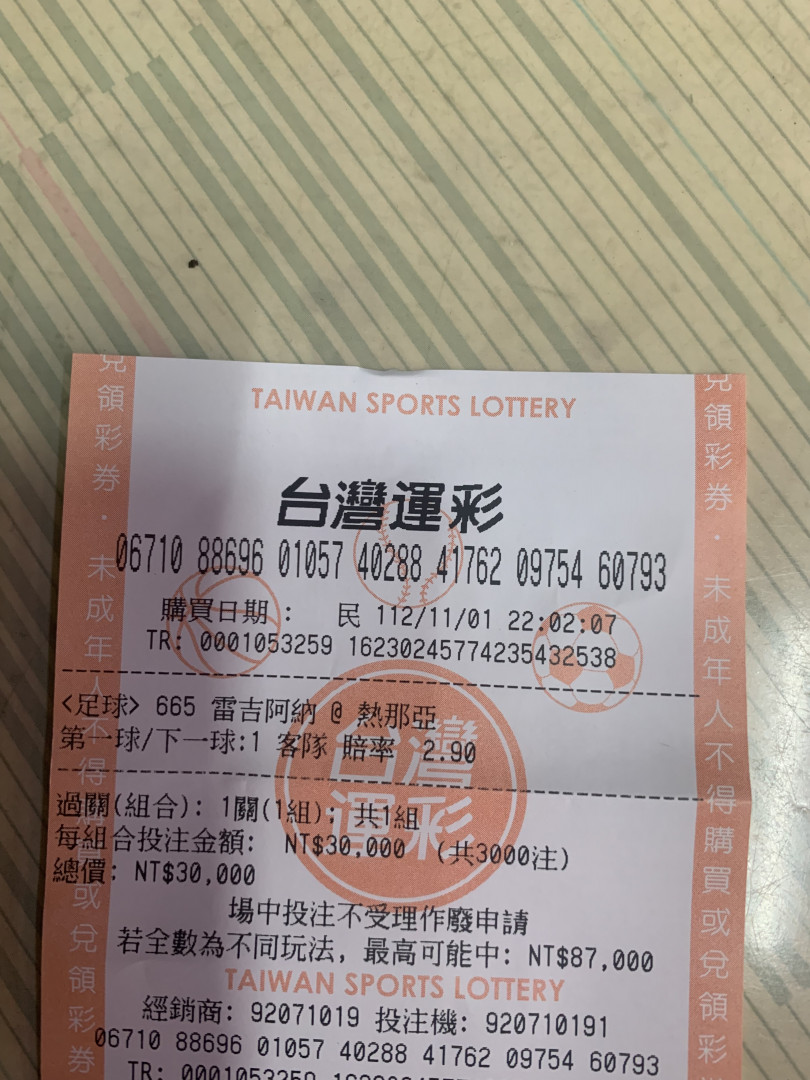 TAIWAN SPORTS LOTTERY
台灣運彩
06710 88696 01057 40288 41762 09754 60793
購買日期: 民 112/11/01 22:02:07
TR: 0001053259 16230245774235432538
<足球> 665 雷吉阿納 @ 熱那亞
第一球/下一球:1 客隊 賠率 2.90
台灣運彩
過關(組合): 1關(1組); 共1組
每組合投注金額: NT$30,000 (共3000注)
總價: NT$30,000
場中投注不受理作廢申請
若全數為不同玩法, 最高可能中: NT$87,000
TAIWAN SPORTS LOTTERY
經銷商: 92071019 投注機: 920710191
06710 88696 01057 40288 41762 09754 60793
TR: 0001053259
兌領彩券.未成年人不得購買或兌領彩券
兌領彩券.未成年人不得購買或兌領彩